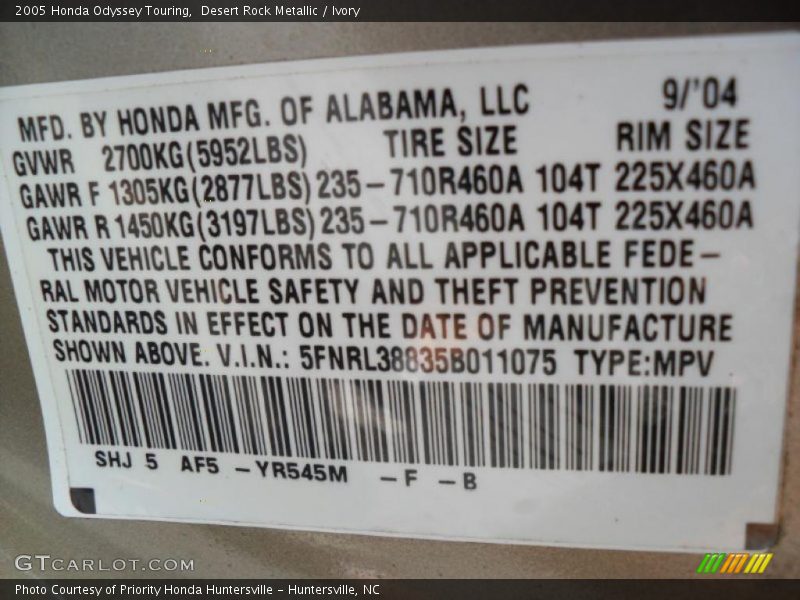 2005 Honda Odyssey Touring,  Desert Rock Metallic / Ivory
MFD. BY HONDA MFG. OF ALABAMA, LLC 9/'04
GVWR 2700KG(5952LBS) TIRE SIZE RIM SIZE
GAWR F 1305KG(2877LBS) 235-710R460A 104T 225X460A
GAWR R 1450KG(3197LBS) 235-710R460A 104T 225X460A
THIS VEHICLE CONFORMS TO ALL APPLICABLE FEDE-
RAL MOTOR VEHICLE SAFETY AND THEFT PREVENTION
STANDARDS IN EFFECT ON THE DATE OF MANUFACTURE
SHOWN ABOVE. V.I.N.: 5FNRL38835B011075 TYPE:MPV
SHJ 5 AF5 -YR545M -F -B
GTCARLOT.COM
Photo Courtesy of Priority Honda Huntersville - Huntersville, NC